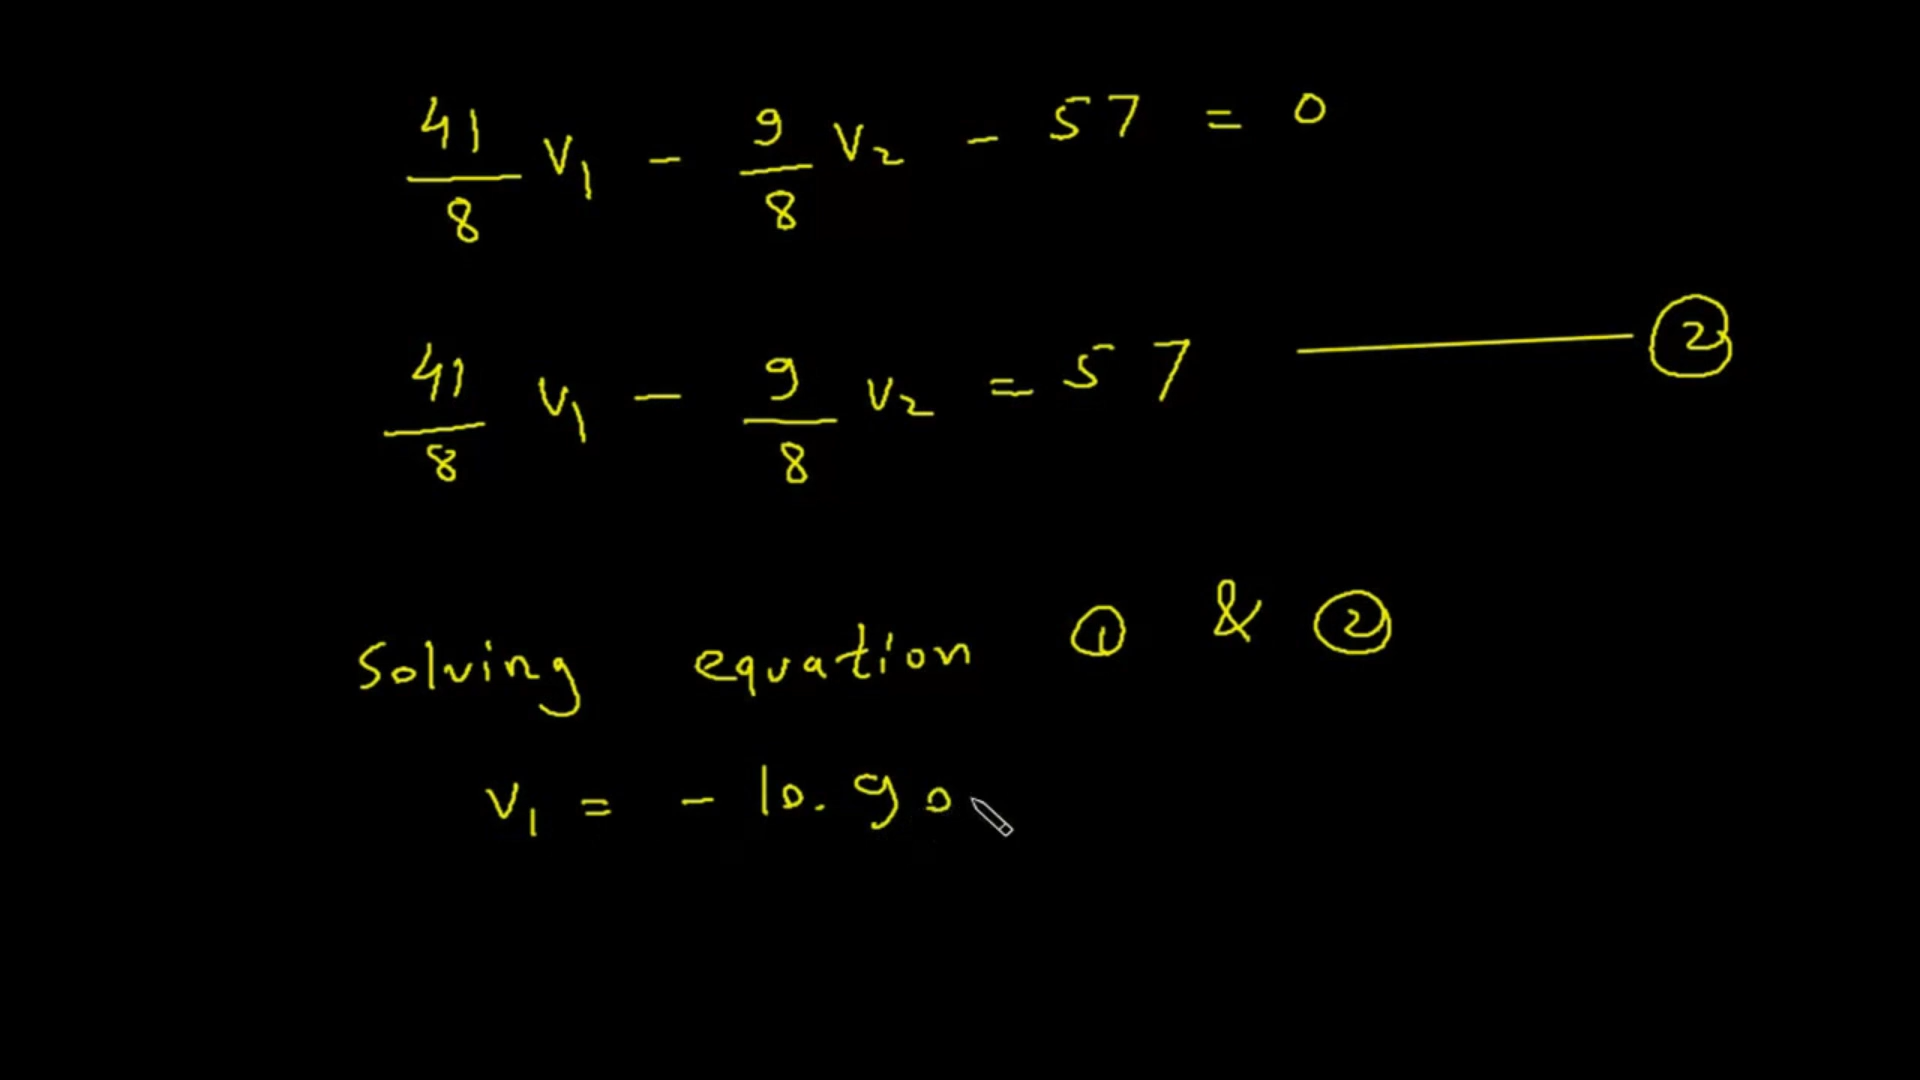 41/8 V₁ - 9/8 V₂ - 57 = 0
41/8 V₁ - 9/8 V₂ = 57 ——— ②
Solving equation ① & ②
V₁ = - 10.90